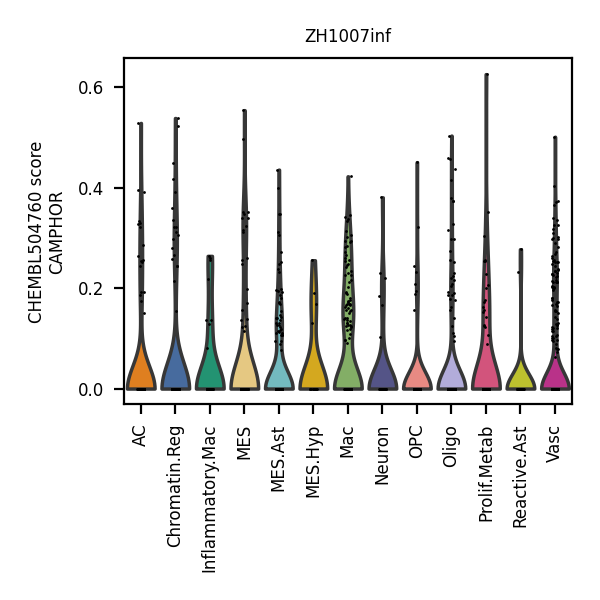 ZH1007inf
CHEMBL504760 score
CAMPHOR
0.6
0.4
0.2
0.0
AC
Chromatin.Reg
Inflammatory.Mac
MES
MES.Ast
MES.Hyp
Mac
Neuron
OPC
Oligo
Prolif.Metab
Reactive.Ast
Vasc